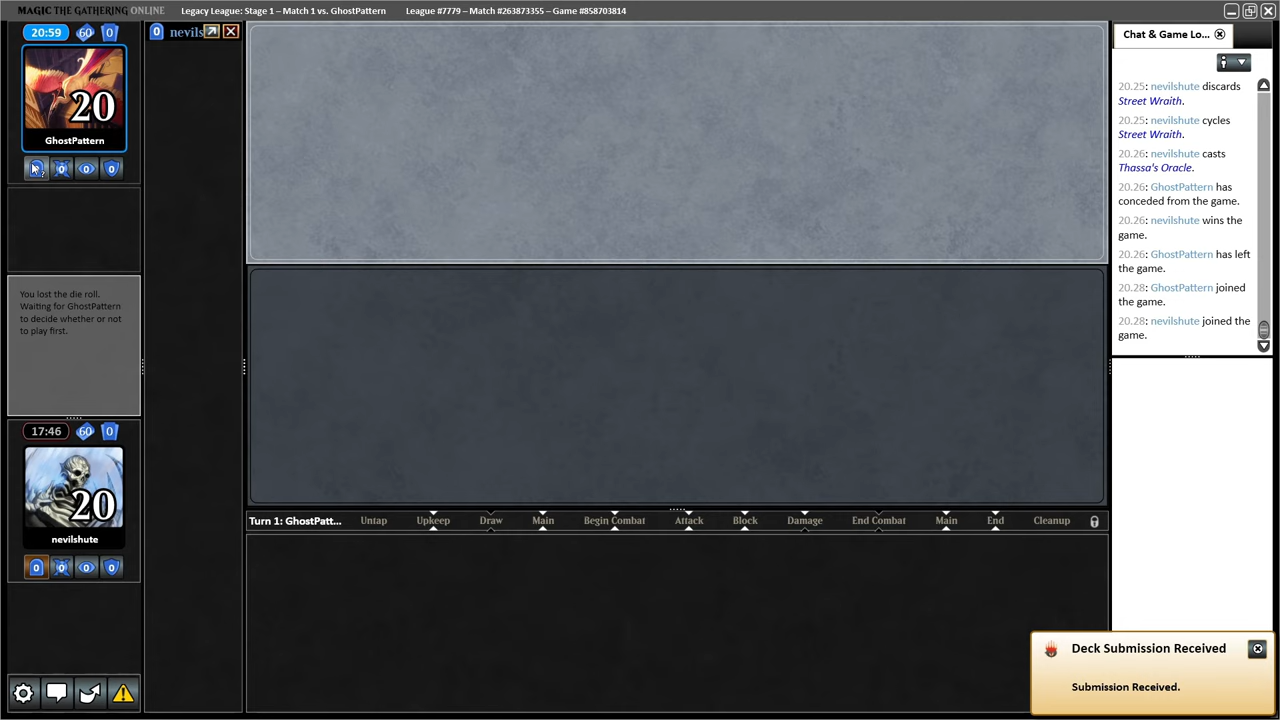 MAGIC THE GATHERING ONLINE
Legacy League: Stage 1 – Match 1 vs. GhostPattern
League #7779 – Match #263873355 – Game #858703814
20:59 60 0
20
GhostPattern
0 0 0
You lost the die roll.
Waiting for GhostPattern
to decide whether or not
to play first.
17:46 60 0
20
nevilshute
0 0 0 0
0 nevils
Turn 1: GhostPatt...
Untap
Upkeep
Draw
Main
Begin Combat
Attack
Block
Damage
End Combat
Main
End
Cleanup
Chat & Game Lo...
20.25: nevilshute discards
Street Wraith.
20.25: nevilshute cycles
Street Wraith.
20.26: nevilshute casts
Thassa's Oracle.
20.26: GhostPattern has
conceded from the game.
20.26: nevilshute wins the
game.
20.26: GhostPattern has left
the game.
20.28: GhostPattern joined
the game.
20.28: nevilshute joined the
game.
Deck Submission Received
Submission Received.